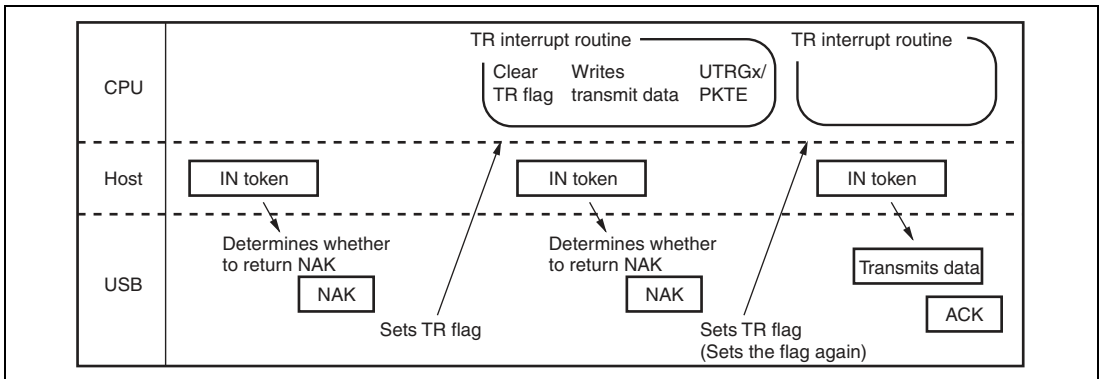 TR interrupt routine
TR interrupt routine
CPU
Clear Writes UTRGx/
TR flag transmit data PKTE
Host
IN token
IN token
IN token
Determines whether
to return NAK
Determines whether
to return NAK
USB
NAK
NAK
Transmits data
ACK
Sets TR flag
Sets TR flag
(Sets the flag again)